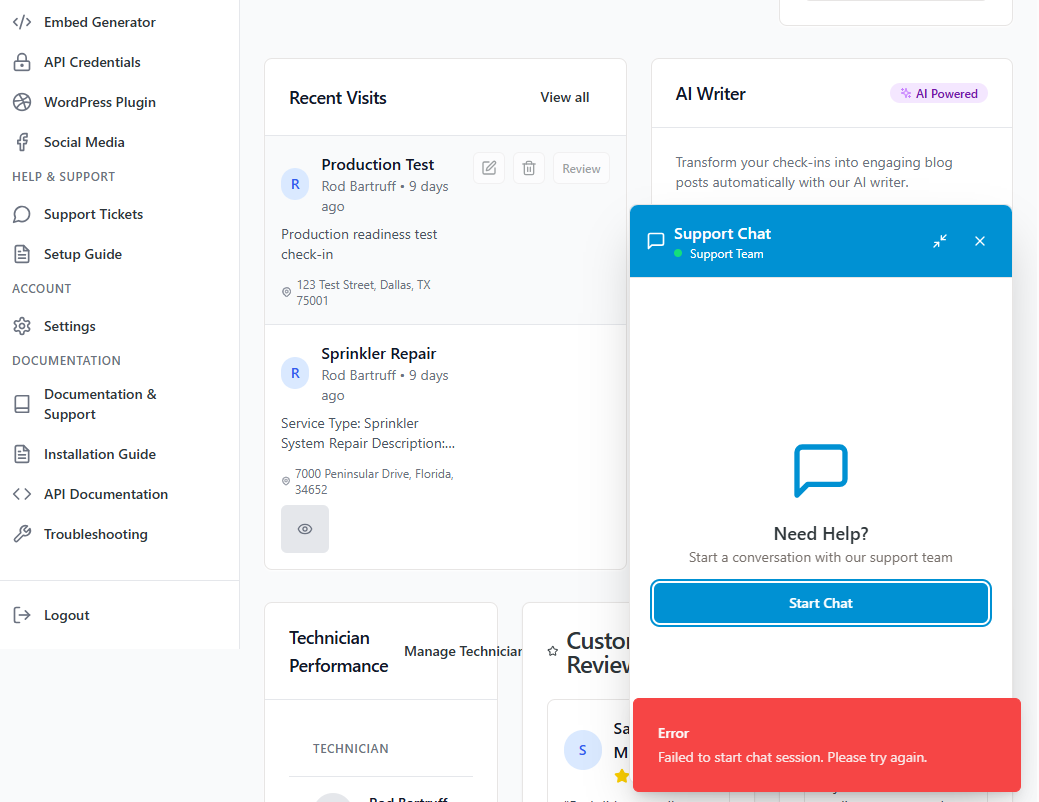 Embed Generator
API Credentials
WordPress Plugin
Social Media
HELP & SUPPORT
Support Tickets
Setup Guide
ACCOUNT
Settings
DOCUMENTATION
Documentation &
Support
Installation Guide
API Documentation
Troubleshooting
Logout
Recent Visits
View all
R
Production Test
Rod Bartruff • 9 days
ago
Review
Production readiness test
check-in
123 Test Street, Dallas, TX
75001
R
Sprinkler Repair
Rod Bartruff • 9 days
ago
Service Type: Sprinkler
System Repair Description:...
7000 Peninsular Drive, Florida,
34652
AI Writer
AI Powered
Transform your check-ins into engaging blog
posts automatically with our AI writer.
Support Chat
Support Team
Need Help?
Start a conversation with our support team
Start Chat
Technician
Performance
Manage Technician
TECHNICIAN
Rod Bartruff
Custo
Review
S
Sa
M
Error
Failed to start chat session. Please try again.